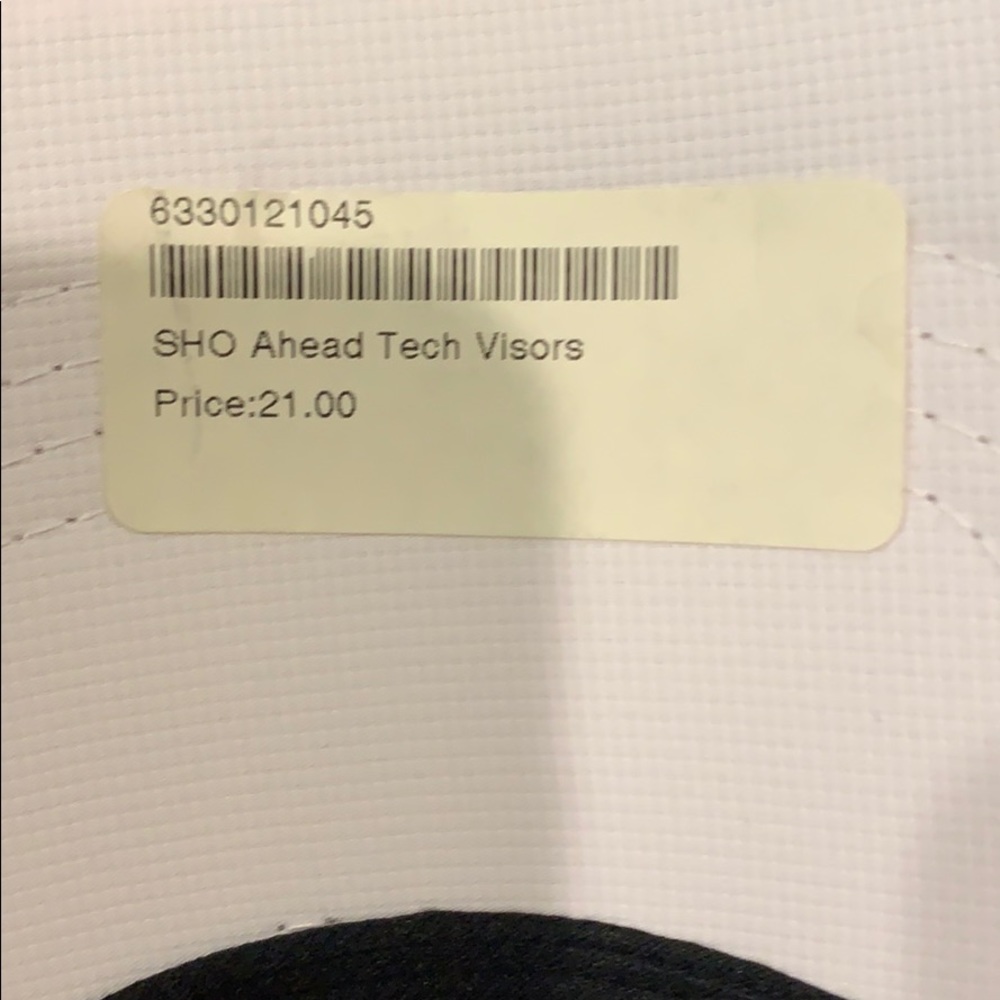 6330121045
SHO Ahead Tech Visors
Price:21.00